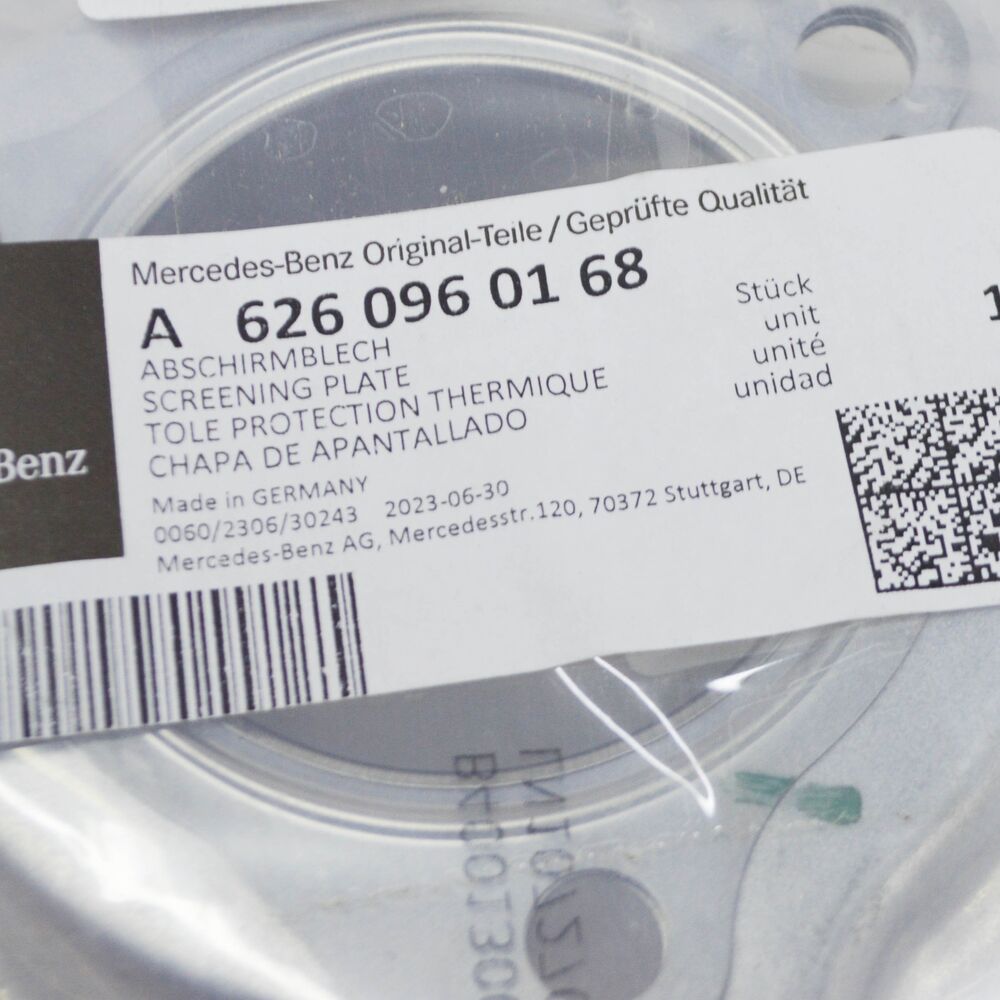 Mercedes-Benz Original-Teile / Geprüfte Qualität
A 626 096 01 68
ABSCHIRMBLECH
SCREENING PLATE
TOLE PROTECTION THERMIQUE
CHAPA DE APANTALLADO
Stück 1
unit
unité
unidad
Made in GERMANY
0060/2306/30243 2023-06-30
Mercedes-Benz AG, Mercedesstr.120, 70372 Stuttgart, DE
Benz